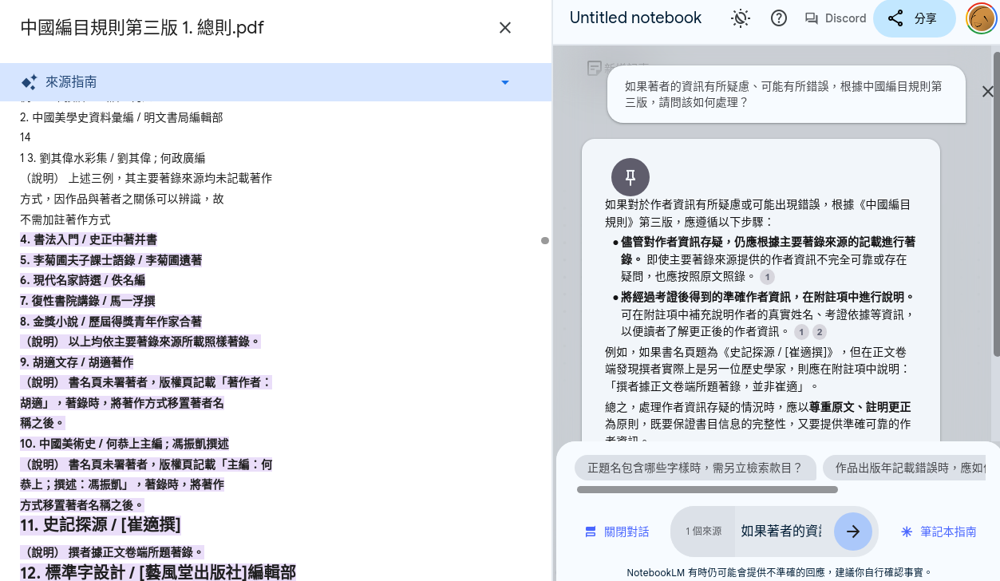 中國編目規則第三版 1. 總則.pdf
來源指南
2. 中國美學史資料彙編 / 明文書局編輯部
14
1 3. 劉其偉水彩集 / 劉其偉 ; 何政廣編
（說明） 上述三例，其主要著錄來源均未記載著作
方式，因作品與著者之關係可以辨識，故
不需加註著作方式
4. 書法入門 / 史正中著并書
5. 李菊圃夫子課士語錄 / 李菊圃遺著
6. 現代名家詩選 / 佚名編
7. 復性書院講錄 / 馬一浮撰
8. 金獎小說 / 歷屆得獎青年作家合著
（說明） 以上均依主要著錄來源所載照樣著錄。
9. 胡適文存 / 胡適著作
（說明） 書名頁未署著者，版權頁記載「著作者：
胡適」，著錄時，將著作方式移置著者名
稱之後。
10. 中國美術史 / 何恭上主編 ; 馮振凱撰述
（說明） 書名頁未署著者，版權頁記載「主編：何
恭上；撰述：馮振凱」，著錄時，將著作
方式移置著者名稱之後。
11. 史記探源 / [崔適撰]
（說明） 撰者據正文卷端所題著錄。
12. 標準字設計 / [藝風堂出版社]編輯部
Untitled notebook
Discord
分享
如果著者的資訊有所疑慮、可能有所錯誤，根據中國編目規則第
三版，請問該如何處理？
如果對於作者資訊有所疑慮或可能出現錯誤，根據《中國編目
規則》第三版，應遵循以下步驟：
● 儘管對作者資訊存疑，仍應根據主要著錄來源的記載進行著
錄。 即使主要著錄來源提供的作者資訊不完全可靠或存在
疑問，也應按照原文照錄。 1
● 將經過考證後得到的準確作者資訊，在附註項中進行說明。
可在附註項中補充說明作者的真實姓名、考證依據等資訊，
以便讀者了解更正後的作者資訊。 1 2
例如，如果書名頁題為《史記探源 / [崔適撰]》，但在正文卷
端發現撰者實際上是另一位歷史學家，則應在附註項中說明：
「撰者據正文卷端所題著錄，並非崔適」。
總之，處理作者資訊存疑的情況時，應以尊重原文、註明更正
為原則，既要保證書目信息的完整性，又要提供準確可靠的作
者資訊。
正題名包含哪些字樣時，需另立檢索款目？
作品出版年記載錯誤時，應如
關閉對話
1 個來源
如果著者的資
筆記本指南
NotebookLM 有時仍可能會提供不準確的回應，建議你自行確認事實。